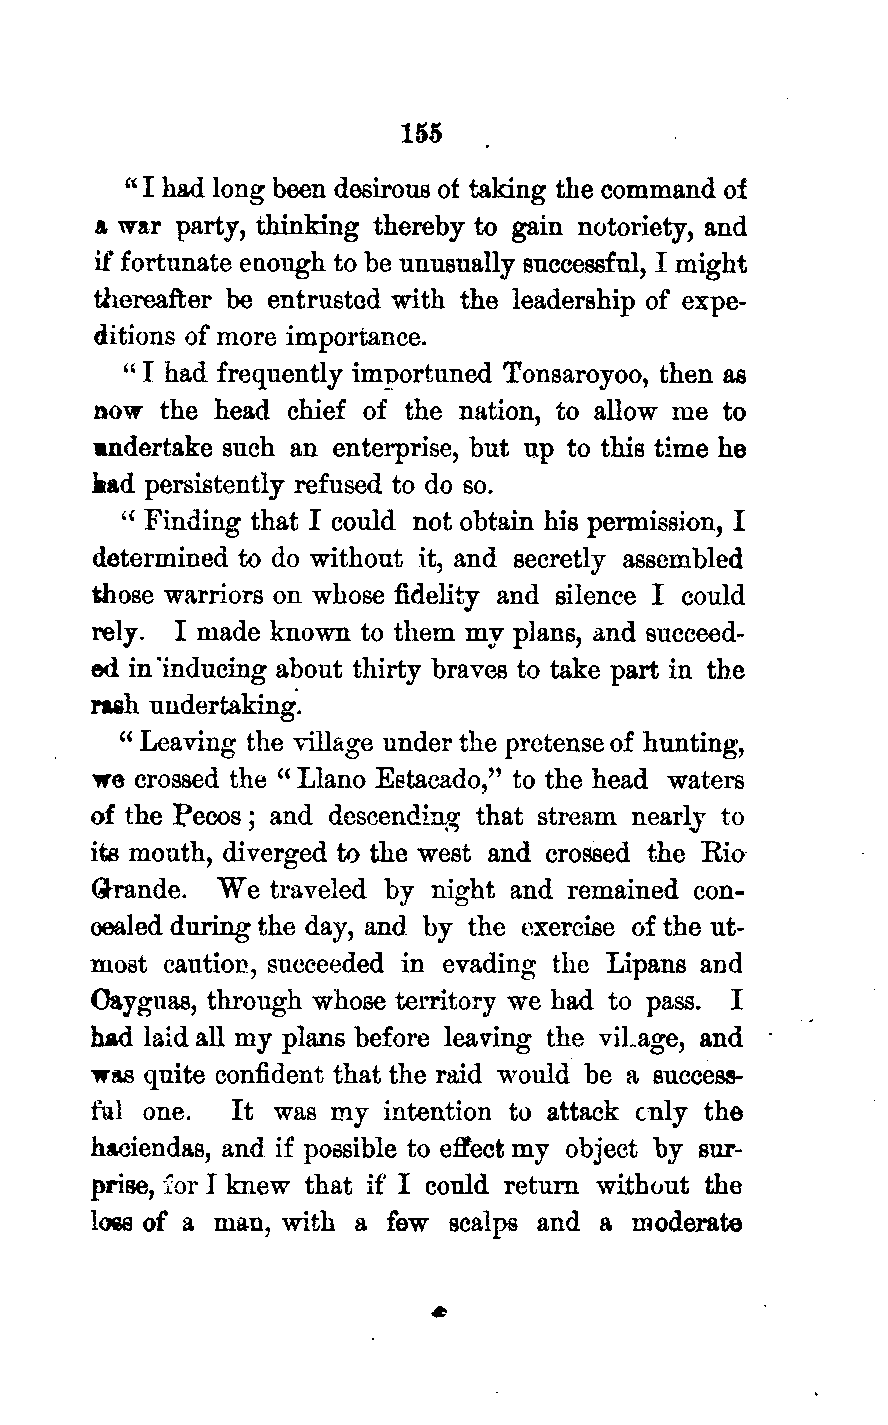 155
“I had long been desirous of taking the command of
a war party, thinking thereby to gain notoriety, and
if fortunate enough to be unusually successful, I might
thereafter be entrusted with the leadership of expe-
ditions of more importance.
“I had frequently importuned Tonsaroyoo, then as
now the head chief of the nation, to allow me to
undertake such an enterprise, but up to this time he
had persistently refused to do so.
“Finding that I could not obtain his permission, I
determined to do without it, and secretly assembled
those warriors on whose fidelity and silence I could
rely. I made known to them my plans, and succeed-
ed in inducing about thirty braves to take part in the
rash undertaking.
“Leaving the village under the pretense of hunting,
we crossed the “Llano Estacado,” to the head waters
of the Pecos; and descending that stream nearly to
its mouth, diverged to the west and crossed the Rio
Grande. We traveled by night and remained con-
cealed during the day, and by the exercise of the ut-
most caution, succeeded in evading the Lipans and
Cayguas, through whose territory we had to pass. I
had laid all my plans before leaving the village, and
was quite confident that the raid would be a success-
ful one. It was my intention to attack only the
haciendas, and if possible to effect my object by sur-
prise, for I knew that if I could return without the
loss of a man, with a few scalps and a moderate